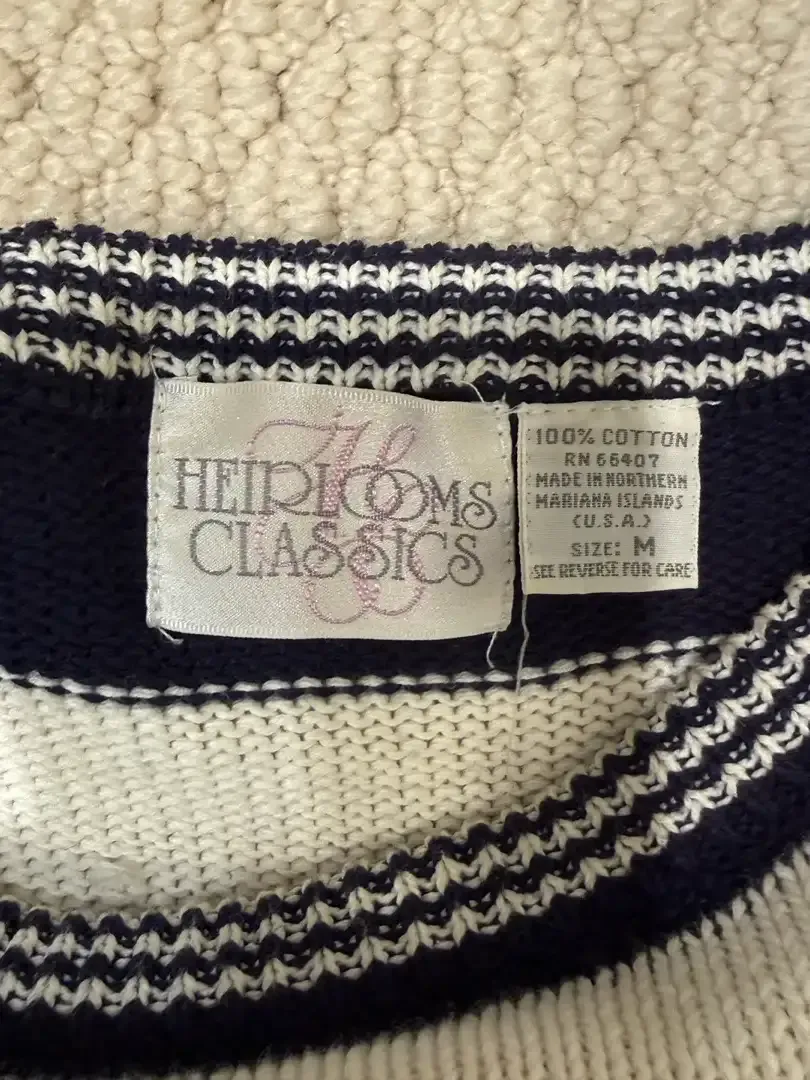 HEIRLOOMS
CLASSICS
100% COTTON
RN 66407
MADE IN NORTHERN
MARIANA ISLANDS
(U.S.A.)
SIZE: M
SEE REVERSE FOR CARE